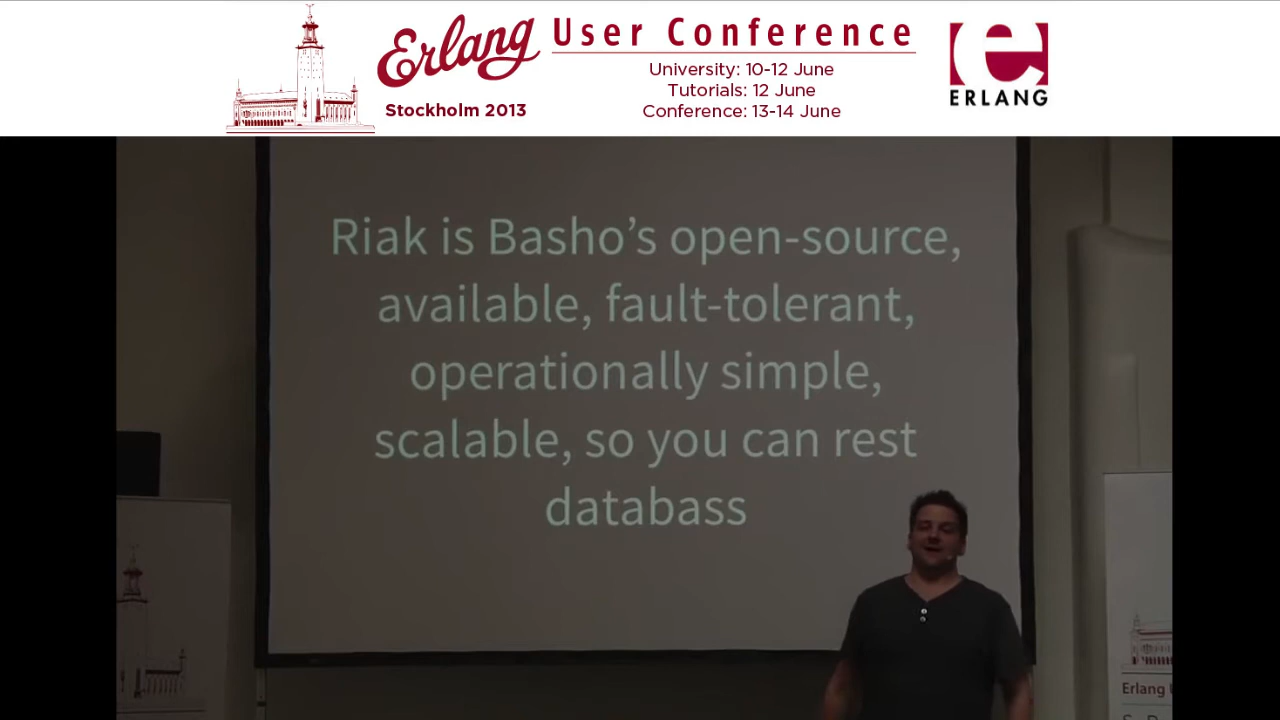 Erlang User Conference
Stockholm 2013
University: 10-12 June
Tutorials: 12 June
Conference: 13-14 June
ERLANG
Riak is Basho’s open-source,
available, fault-tolerant,
operationally simple,
scalable, so you can rest
databass
Erlang